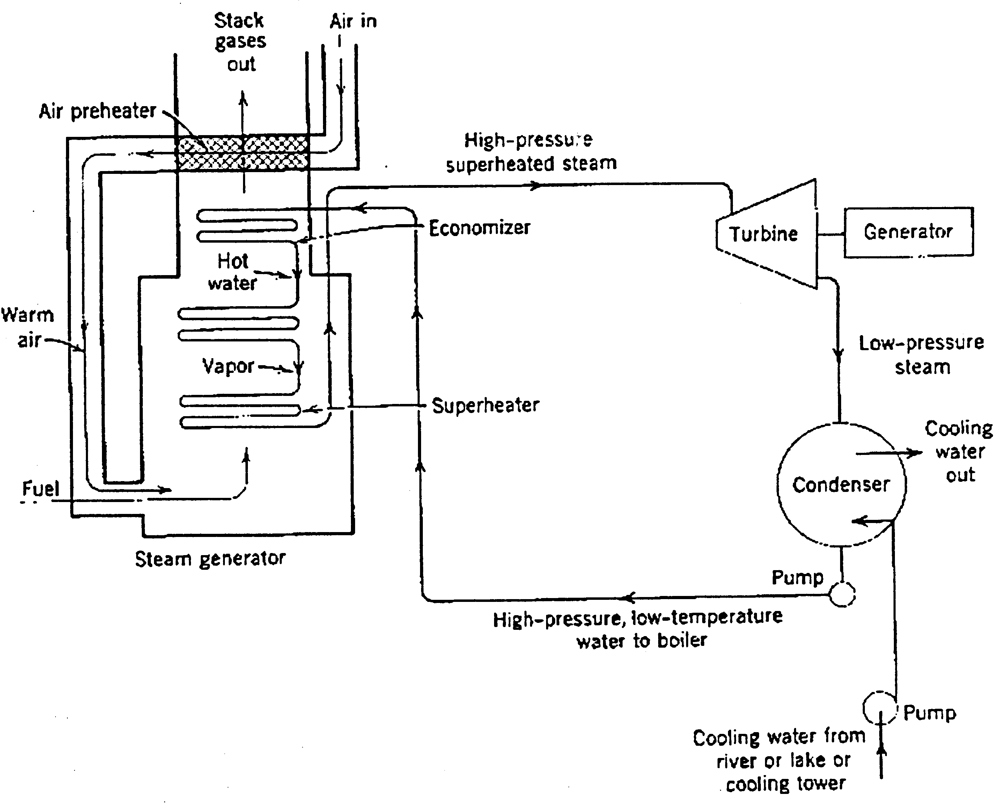 Stack
gases
out
Air in
Air preheater
High-pressure
superheated steam
Economizer
Turbine
Generator
Hot
water
Warm
air
Vapor
Low-pressure
steam
Superheater
Cooling
water
out
Condenser
Fuel
Steam generator
Pump
High-pressure, low-temperature
water to boiler
Pump
Cooling water from
river or lake or
cooling tower